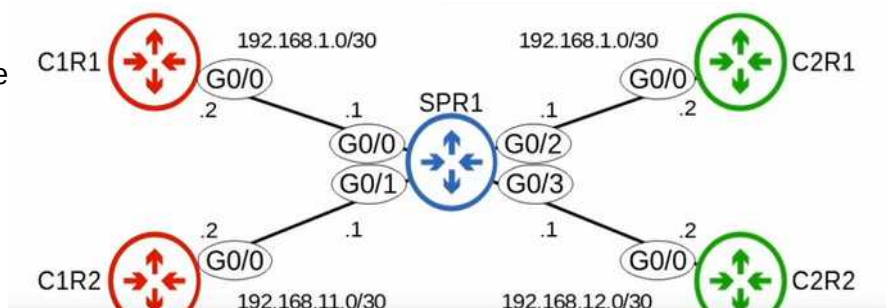 192.168.1.0/30 192.168.1.0/30
e C1R1 G0/0 G0/0 C2R1
.2 .1 SPR1 .1 .2
G0/0 G0/2
G0/1 G0/3
.2 .1 .1 .2
G0/0 G0/0
C1R2 C2R2
192.168.11.0/30 192.168.12.0/30